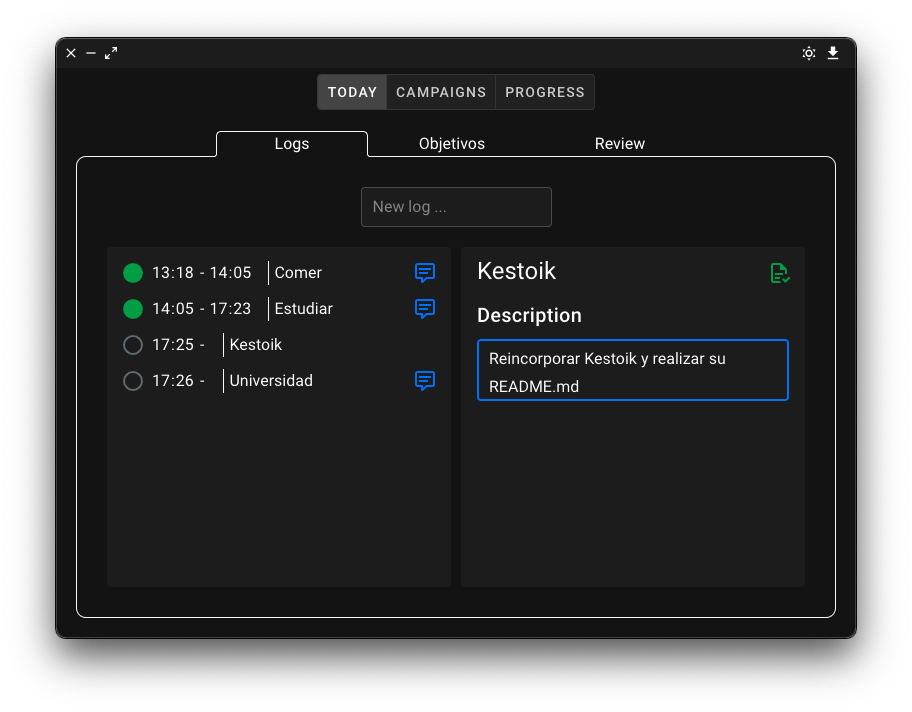 TODAY CAMPAIGNS PROGRESS
Logs Objetivos Review
New log ...
13:18 - 14:05 Comer
14:05 - 17:23 Estudiar
17:25 - Kestoik
17:26 - Universidad
Kestoik
Description
Reincorporar Kestoik y realizar su
README.md